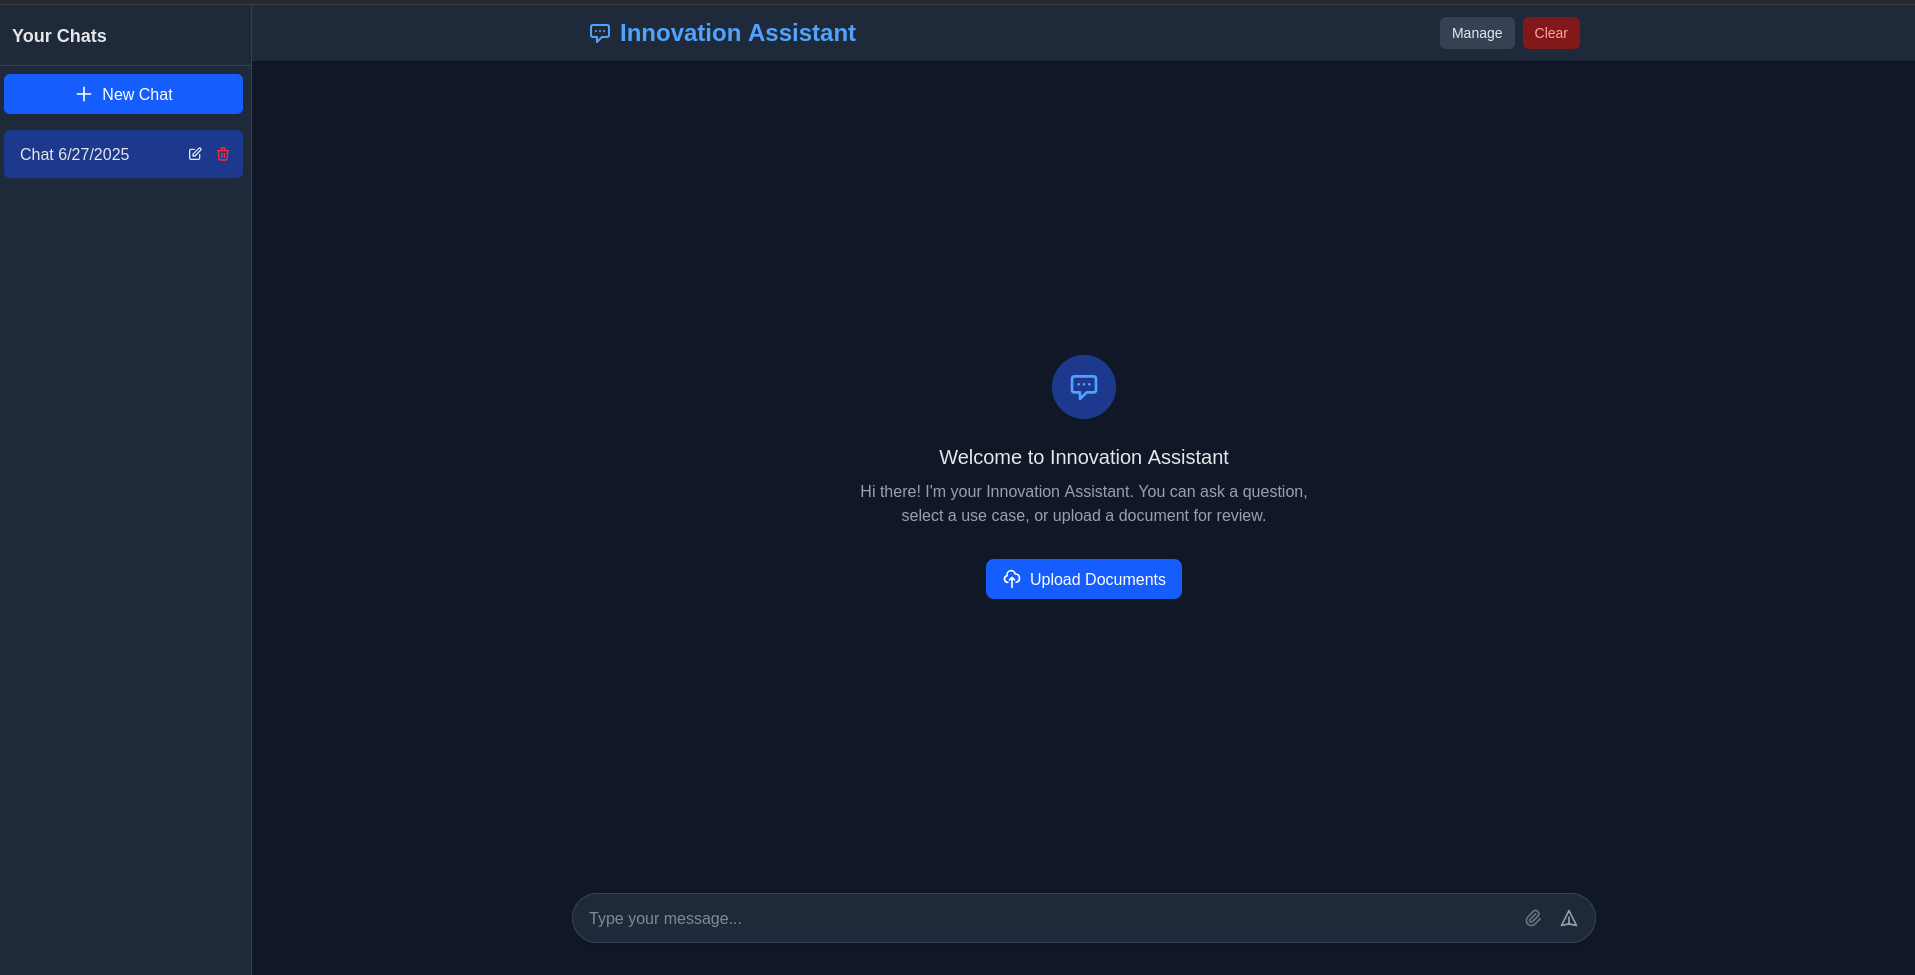 Your Chats
New Chat
Chat 6/27/2025
Innovation Assistant
Manage
Clear
Welcome to Innovation Assistant
Hi there! I'm your Innovation Assistant. You can ask a question,
select a use case, or upload a document for review.
Upload Documents
Type your message...